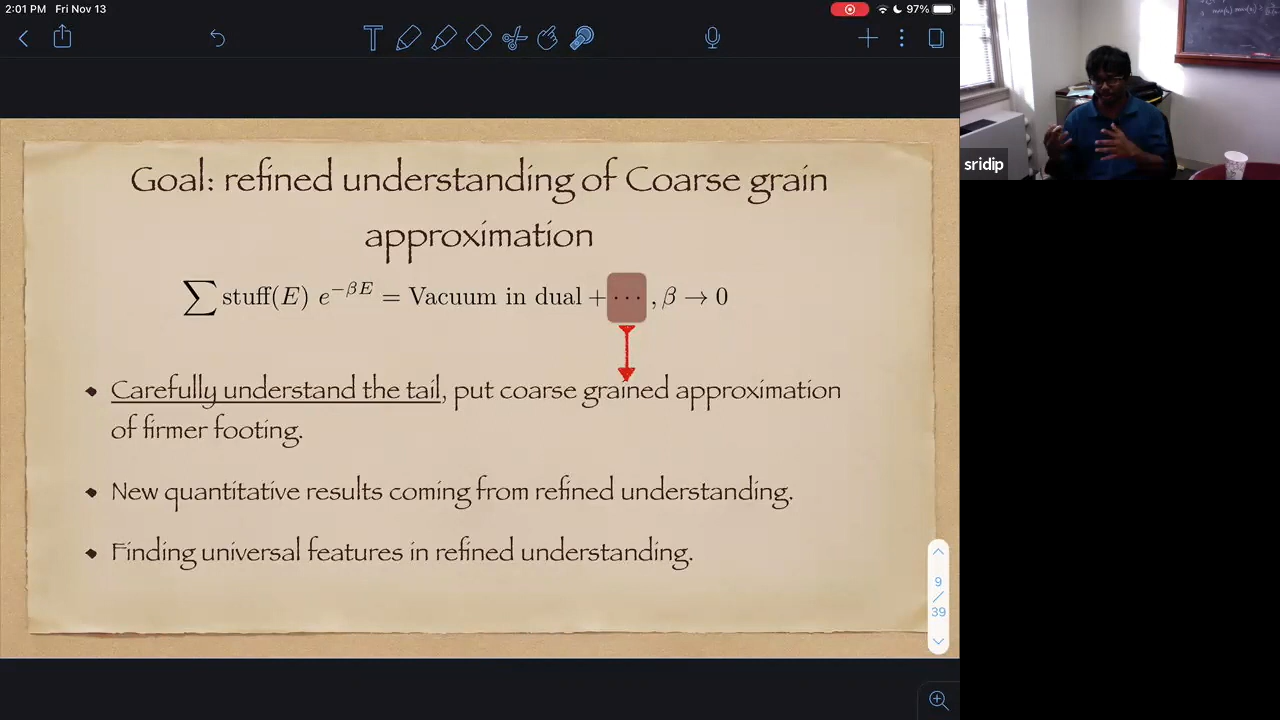 2:01 PM Fri Nov 13
97%
Goal: refined understanding of Coarse grain
approximation
∑ stuff(E) e^{−βE} = Vacuum in dual + ··· , β → 0
• Carefully understand the tail, put coarse grained approximation
of firmer footing.
• New quantitative results coming from refined understanding.
• Finding universal features in refined understanding.
9
/
39
sridip